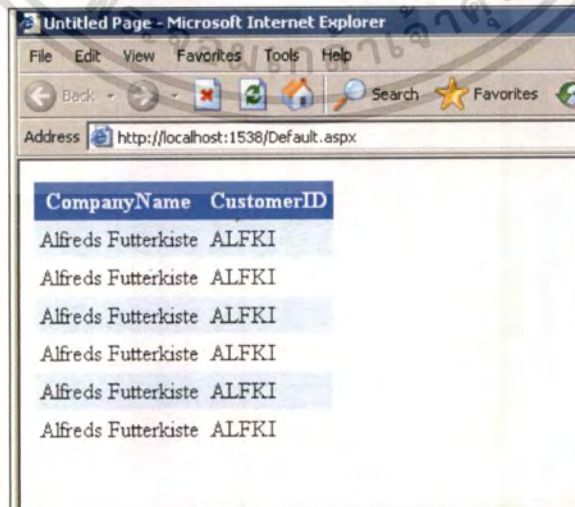 Untitled Page - Microsoft Internet Explorer
File Edit View Favorites Tools Help
Back Search Favorites
Address http://localhost:1538/Default.aspx
CompanyName CustomerID
Alfreds Futterkiste ALFKI
Alfreds Futterkiste ALFKI
Alfreds Futterkiste ALFKI
Alfreds Futterkiste ALFKI
Alfreds Futterkiste ALFKI
Alfreds Futterkiste ALFKI